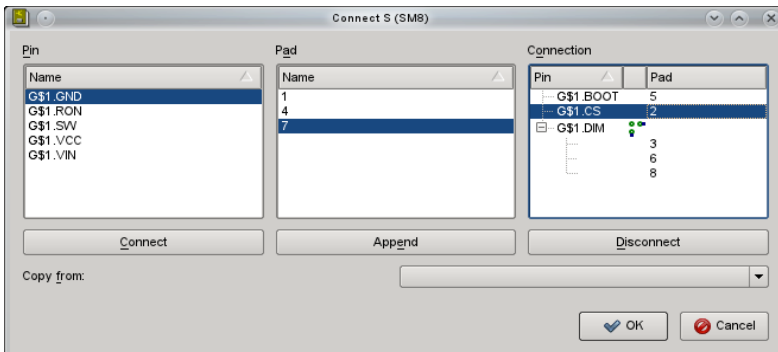 Connect S (SM8)
Pin
Pad
Connection
Name
Name
Pin
Pad
G$1.GND
G$1.RON
G$1.SW
G$1.VCC
G$1.VIN
1
4
7
G$1.BOOT 5
G$1.CS 2
G$1.DIM
3
6
8
Connect
Append
Disconnect
Copy from:
OK
Cancel